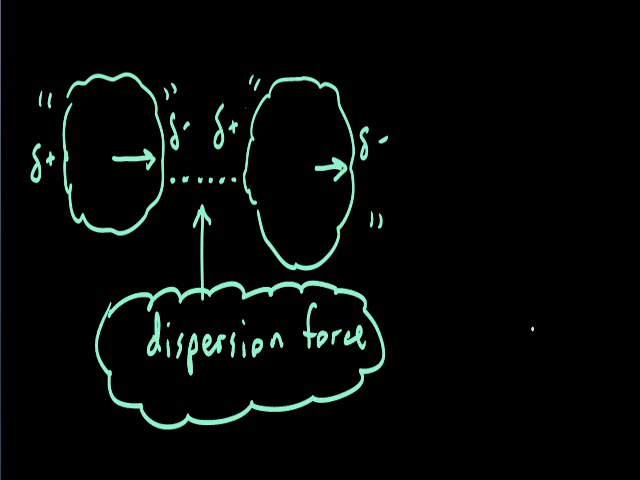 δ+ δ- δ+ δ-
dispersion force